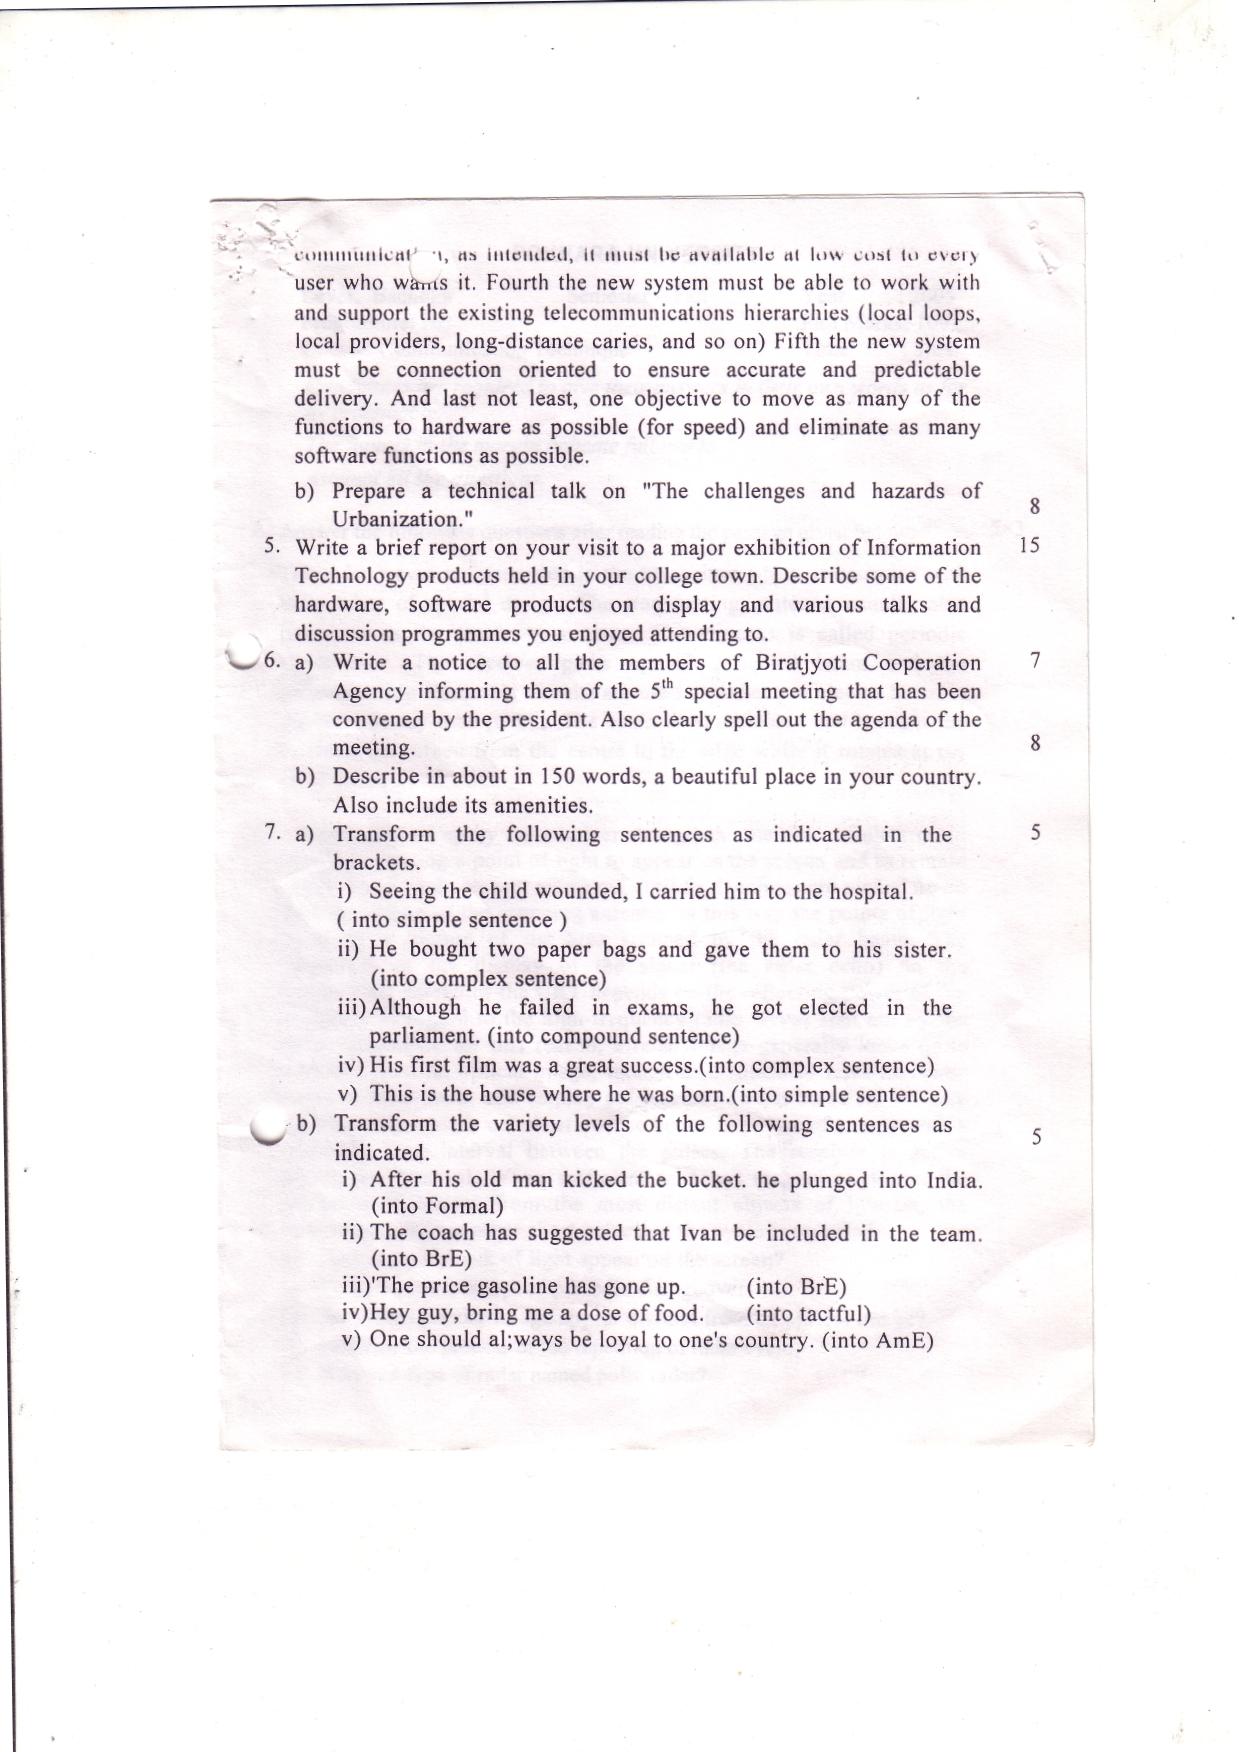 as intended, it must be available at low cost to every
user who wants it. Fourth the new system must be able to work with
and support the existing telecommunications hierarchies (local loops,
local providers, long-distance caries, and so on) Fifth the new system
must be connection oriented to ensure accurate and predictable
delivery. And last not least, one objective to move as many of the
functions to hardware as possible (for speed) and eliminate as many
software functions as possible.
b) Prepare a technical talk on "The challenges and hazards of
Urbanization." 8
5. Write a brief report on your visit to a major exhibition of Information 15
Technology products held in your college town. Describe some of the
hardware, software products on display and various talks and
discussion programmes you enjoyed attending to.
6. a) Write a notice to all the members of Biratjyoti Cooperation 7
Agency informing them of the 5th special meeting that has been
convened by the president. Also clearly spell out the agenda of the
meeting. 8
b) Describe in about in 150 words, a beautiful place in your country.
Also include its amenities.
7. a) Transform the following sentences as indicated in the 5
brackets.
i) Seeing the child wounded, I carried him to the hospital.
( into simple sentence )
ii) He bought two paper bags and gave them to his sister.
(into complex sentence)
iii) Although he failed in exams, he got elected in the
parliament. (into compound sentence)
iv) His first film was a great success.(into complex sentence)
v) This is the house where he was born.(into simple sentence)
b) Transform the variety levels of the following sentences as 5
indicated.
i) After his old man kicked the bucket. he plunged into India.
(into Formal)
ii) The coach has suggested that Ivan be included in the team.
(into BrE)
iii)'The price gasoline has gone up. (into BrE)
iv)Hey guy, bring me a dose of food. (into tactful)
v) One should al;ways be loyal to one's country. (into AmE)